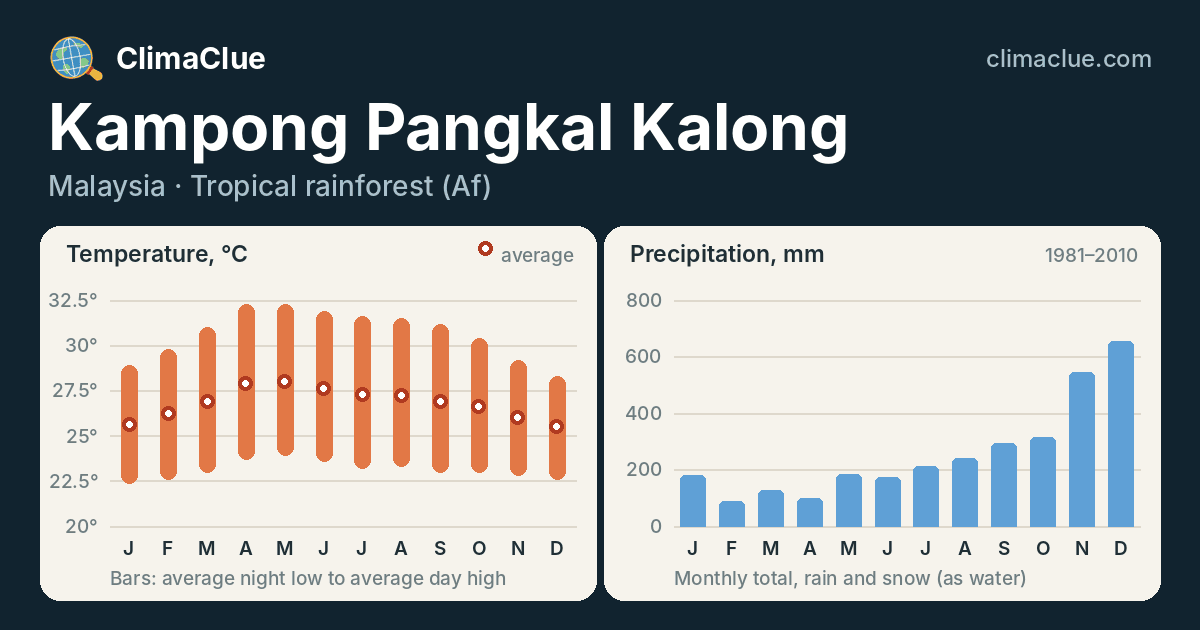 ClimaClue
climaclue.com
Kampong Pangkal Kalong
Malaysia · Tropical rainforest (Af)
Temperature, °C
average
32.5°
30°
27.5°
25°
22.5°
20°
J F M A M J J A S O N D
Bars: average night low to average day high
Precipitation, mm
1981–2010
800
600
400
200
0
J F M A M J J A S O N D
Monthly total, rain and snow (as water)